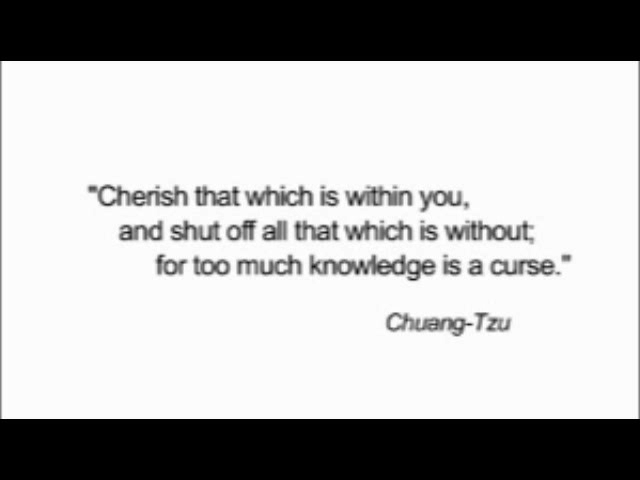 "Cherish that which is within you,
and shut off all that which is without;
for too much knowledge is a curse."
Chuang-Tzu